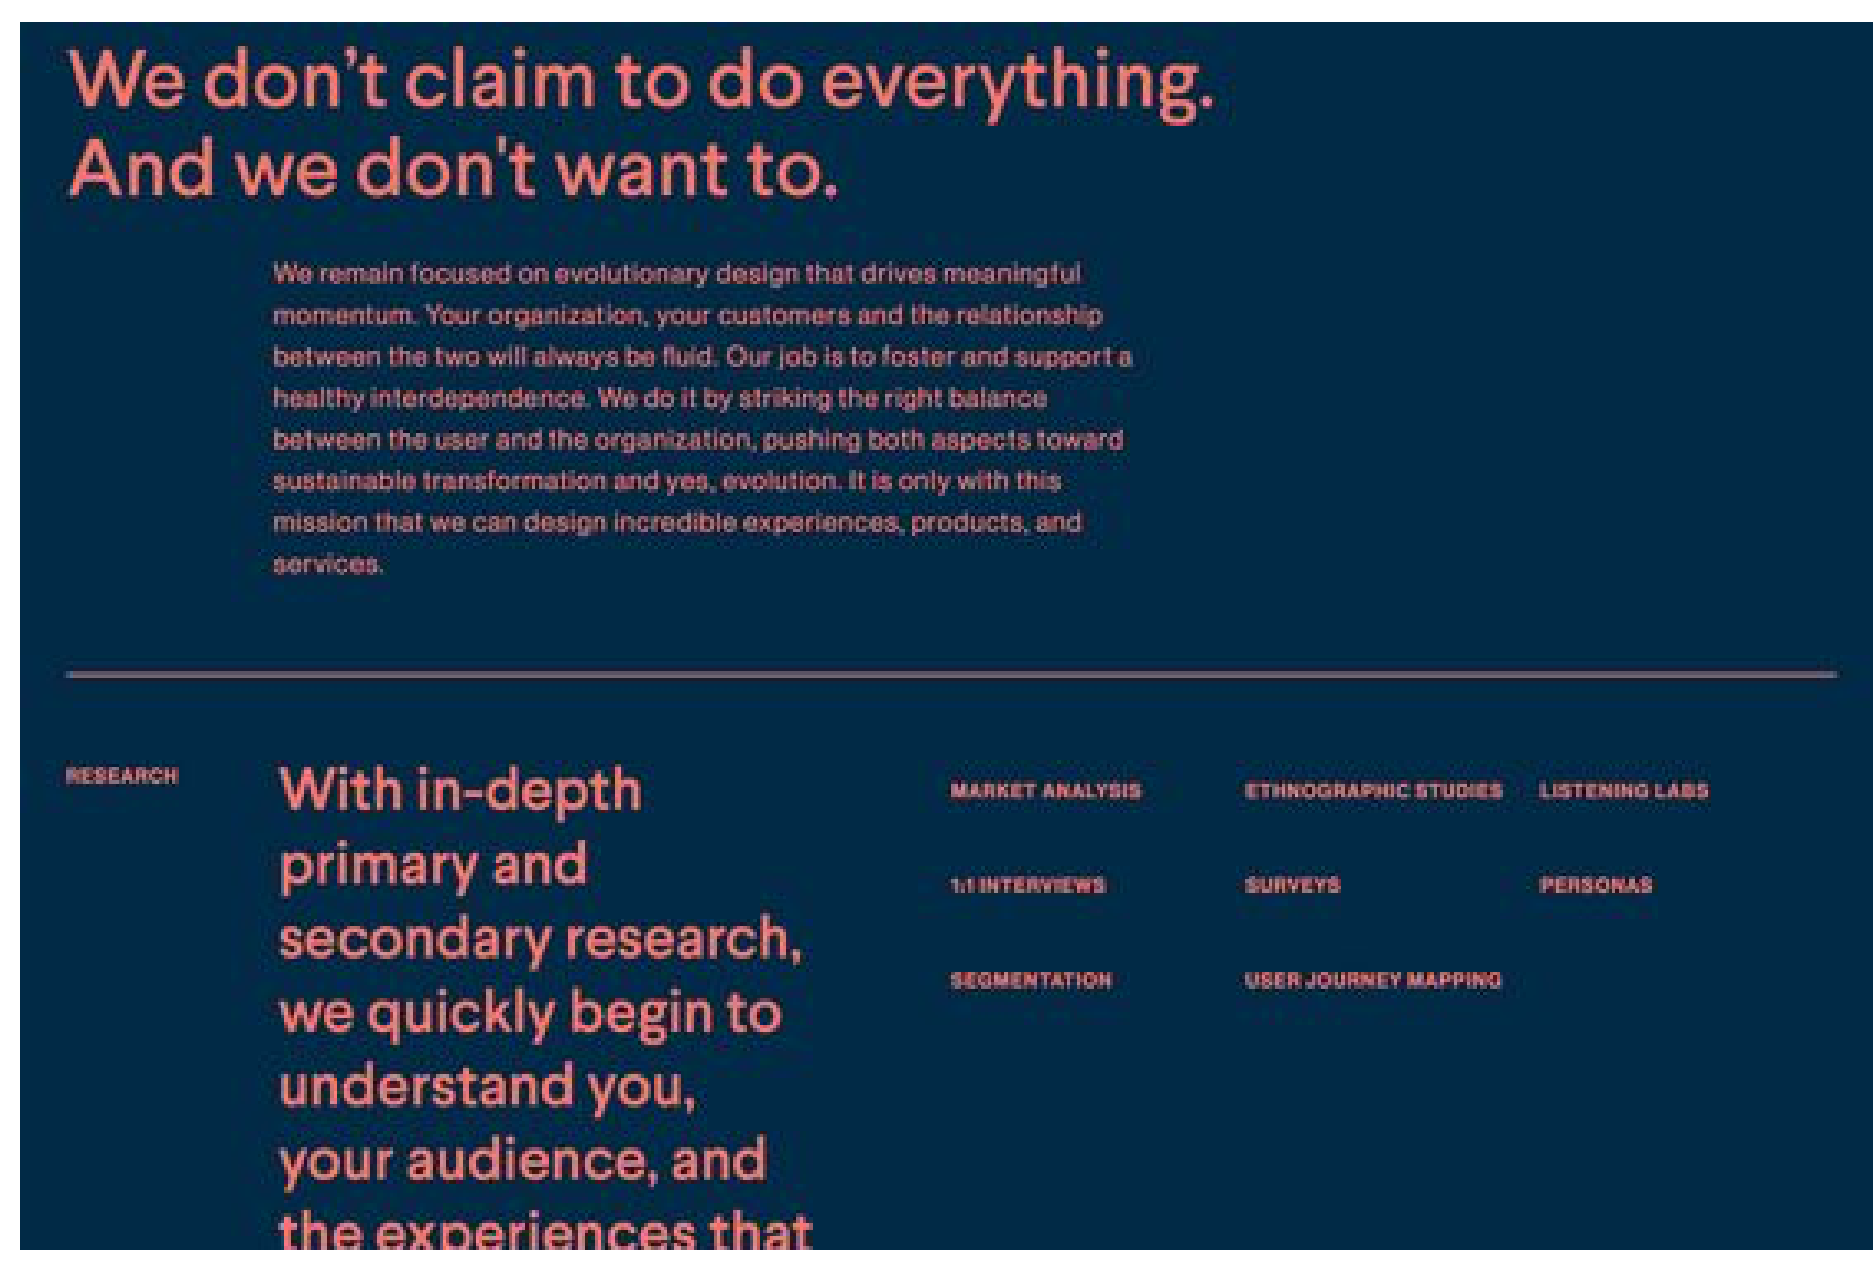 We don’t claim to do everything.
And we don't want to.
We remain focused on evolutionary design that drives meaningful
momentum. Your organization, your customers and the relationship
between the two will always be fluid. Our job is to foster and support a
healthy interdependence. We do it by striking the right balance
between the user and the organization, pushing both aspects toward
sustainable transformation and yes, evolution. It is only with this
mission that we can design incredible experiences, products, and
services.
RESEARCH
With in-depth
primary and
secondary research,
we quickly begin to
understand you,
your audience, and
the experiences that
MARKET ANALYSIS
ETHNOGRAPHIC STUDIES
LISTENING LABS
1:1 INTERVIEWS
SURVEYS
PERSONAS
SEGMENTATION
USER JOURNEY MAPPING